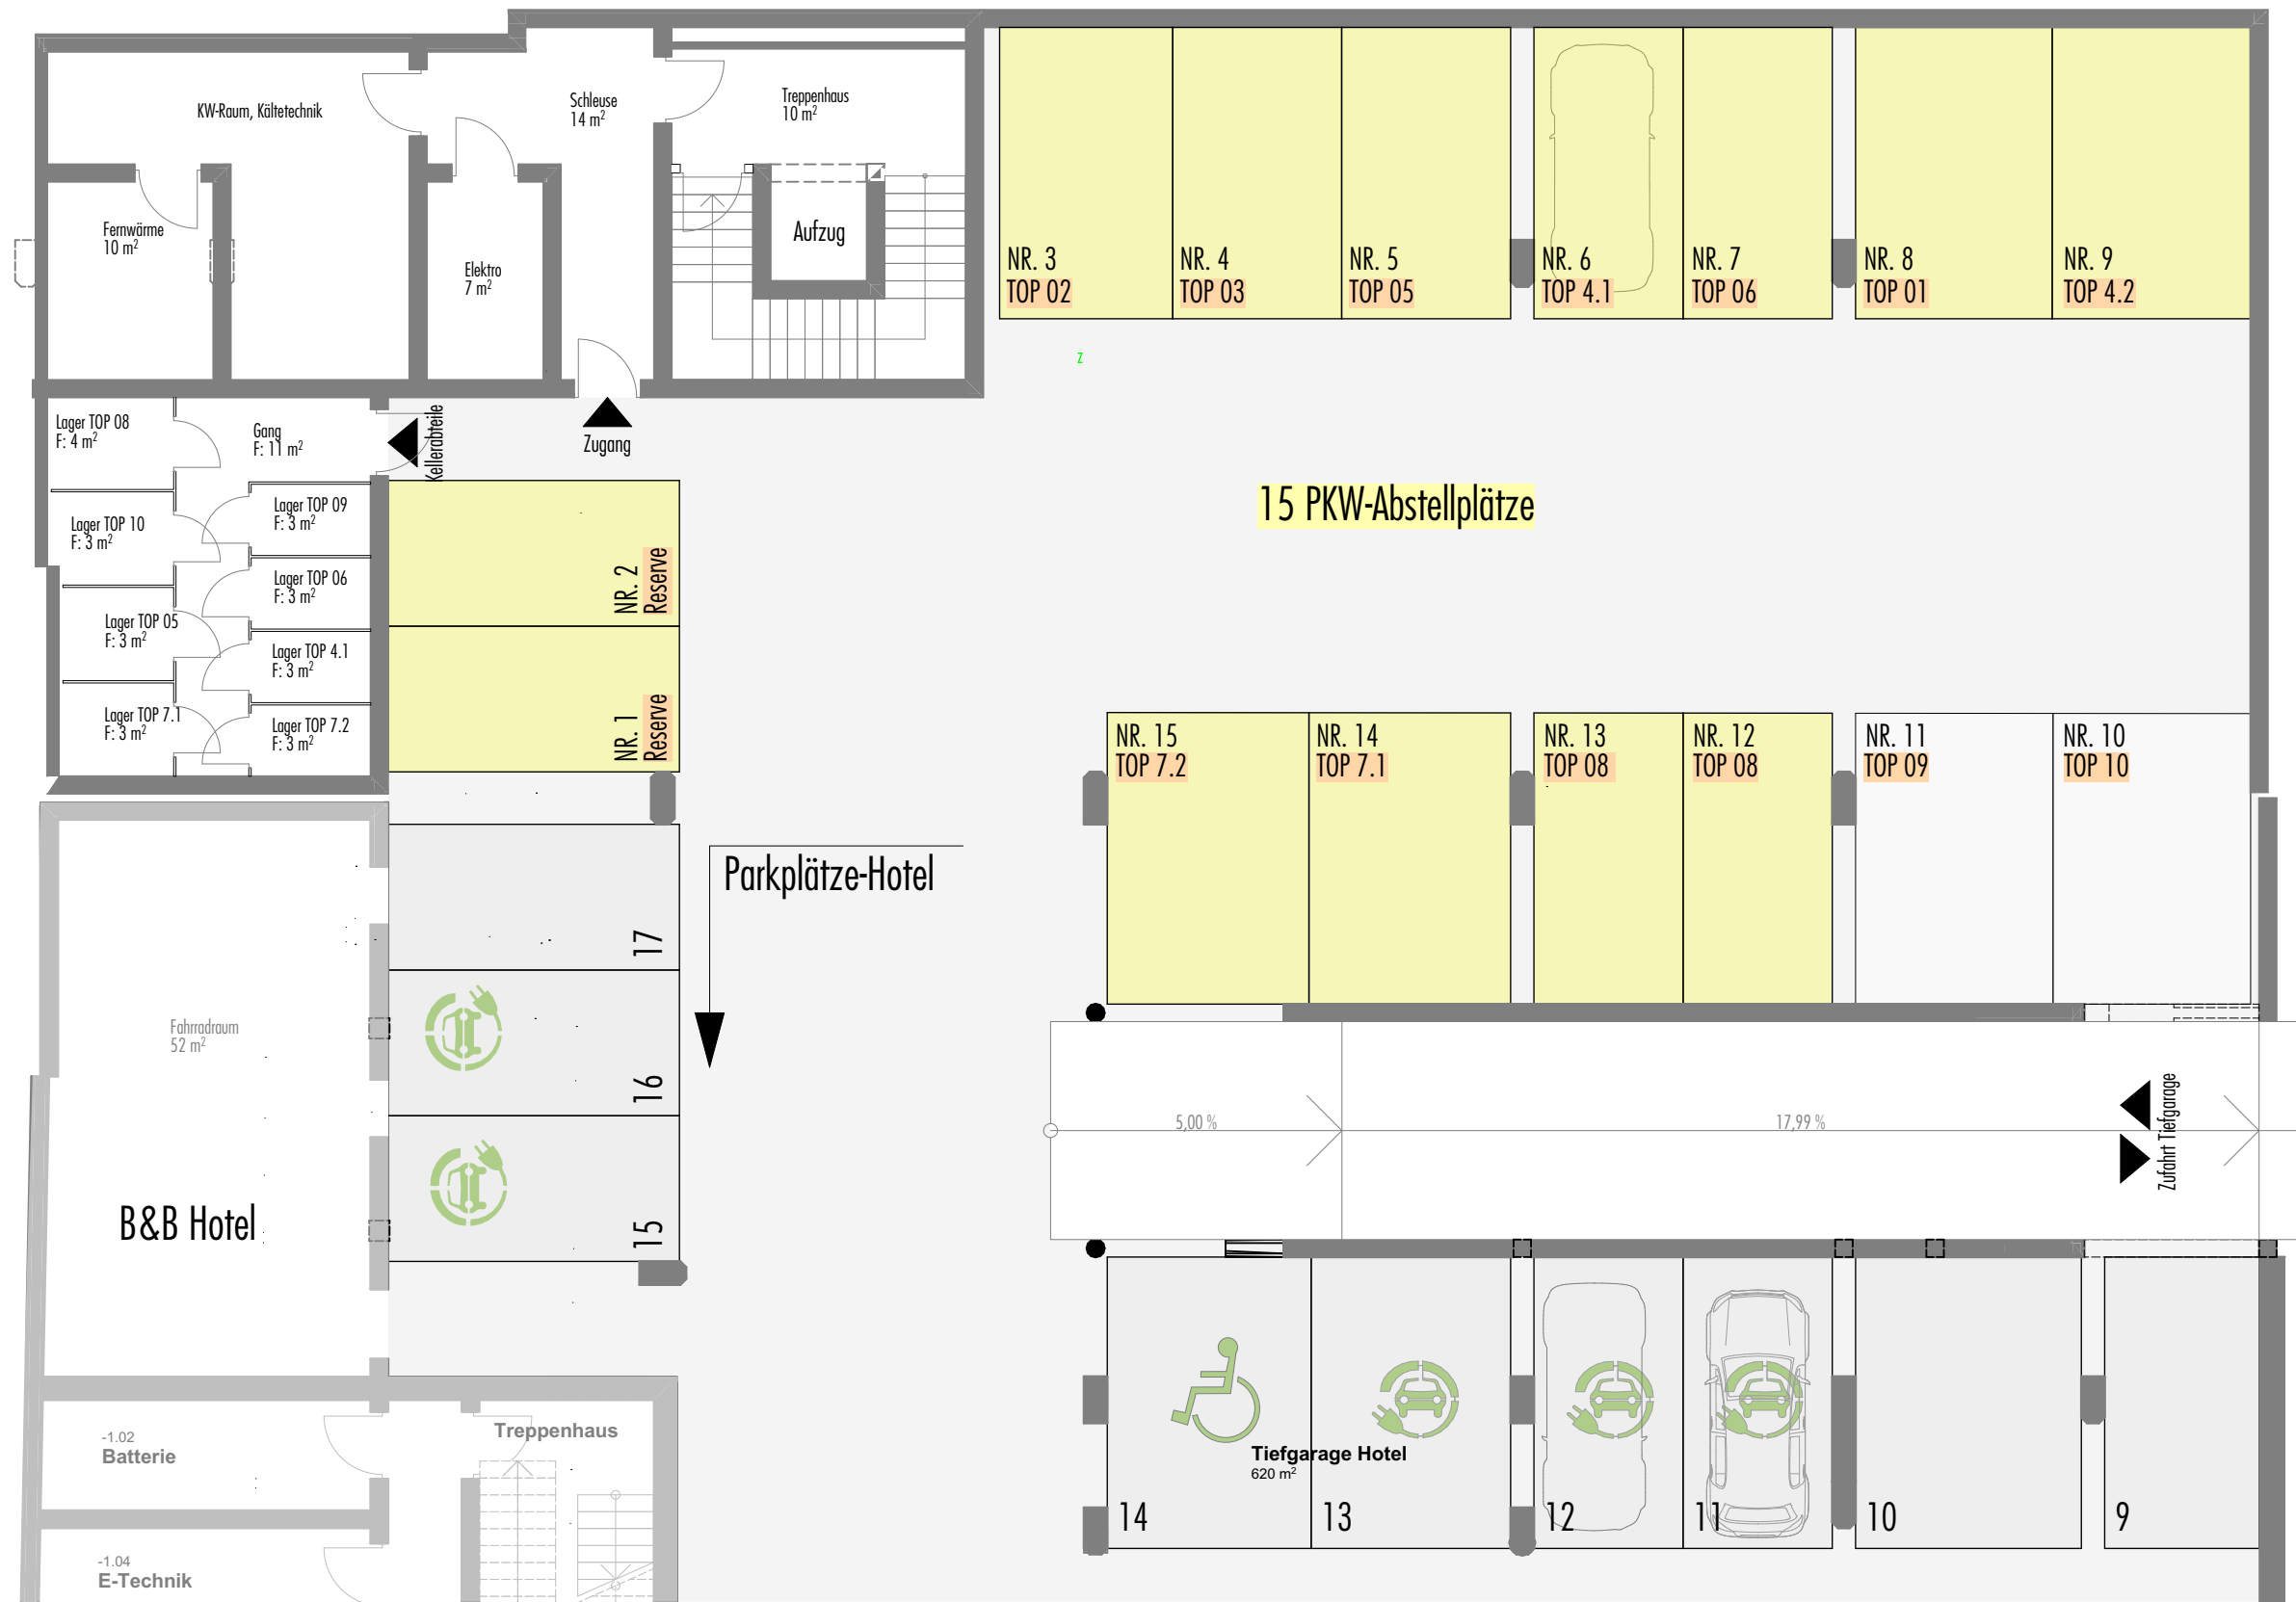 KW-Raum, Kältetechnik
Schleuse
14 m²
Treppenhaus
10 m²
Fernwärme
10 m²
Elektro
7 m²
Aufzug
NR. 3
TOP 02
NR. 4
TOP 03
NR. 5
TOP 05
NR. 6
TOP 4.1
NR. 7
TOP 06
NR. 8
TOP 01
NR. 9
TOP 4.2
z
Lager TOP 08
F: 4 m²
Gang
F: 11 m²
Kellerabteile
Zugang
Lager TOP 10
F: 3 m²
Lager TOP 09
F: 3 m²
Lager TOP 06
F: 3 m²
Lager TOP 05
F: 3 m²
Lager TOP 4.1
F: 3 m²
Lager TOP 7.1
F: 3 m²
Lager TOP 7.2
F: 3 m²
NR. 2
Reserve
NR. 1
Reserve
15 PKW-Abstellplätze
NR. 15
TOP 7.2
NR. 14
TOP 7.1
NR. 13
TOP 08
NR. 12
TOP 08
NR. 11
TOP 09
NR. 10
TOP 10
Parkplätze-Hotel
17
16
15
Fahrradraum
52 m²
B&B Hotel
5,00 %
17,99 %
Zufahrt Tiefgarage
-1.02
Batterie
Treppenhaus
-1.04
E-Technik
Tiefgarage Hotel
620 m²
14
13
12
11
10
9